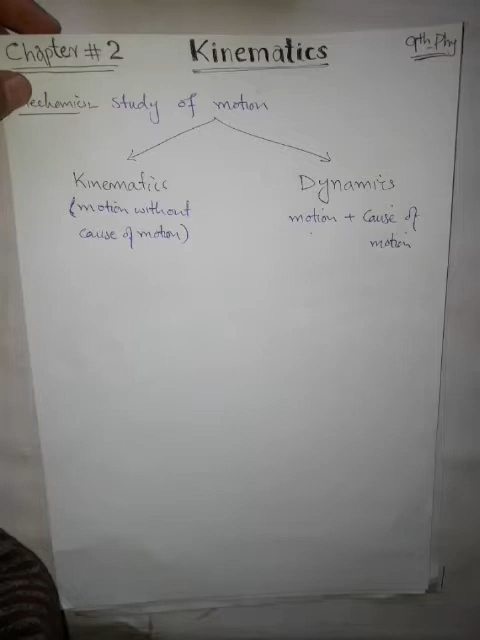 Chapter # 2 Kinematics 9th Phy
Mechanics study of motion
Kinematics Dynamics
(motion without motion + cause of
cause of motion) motion